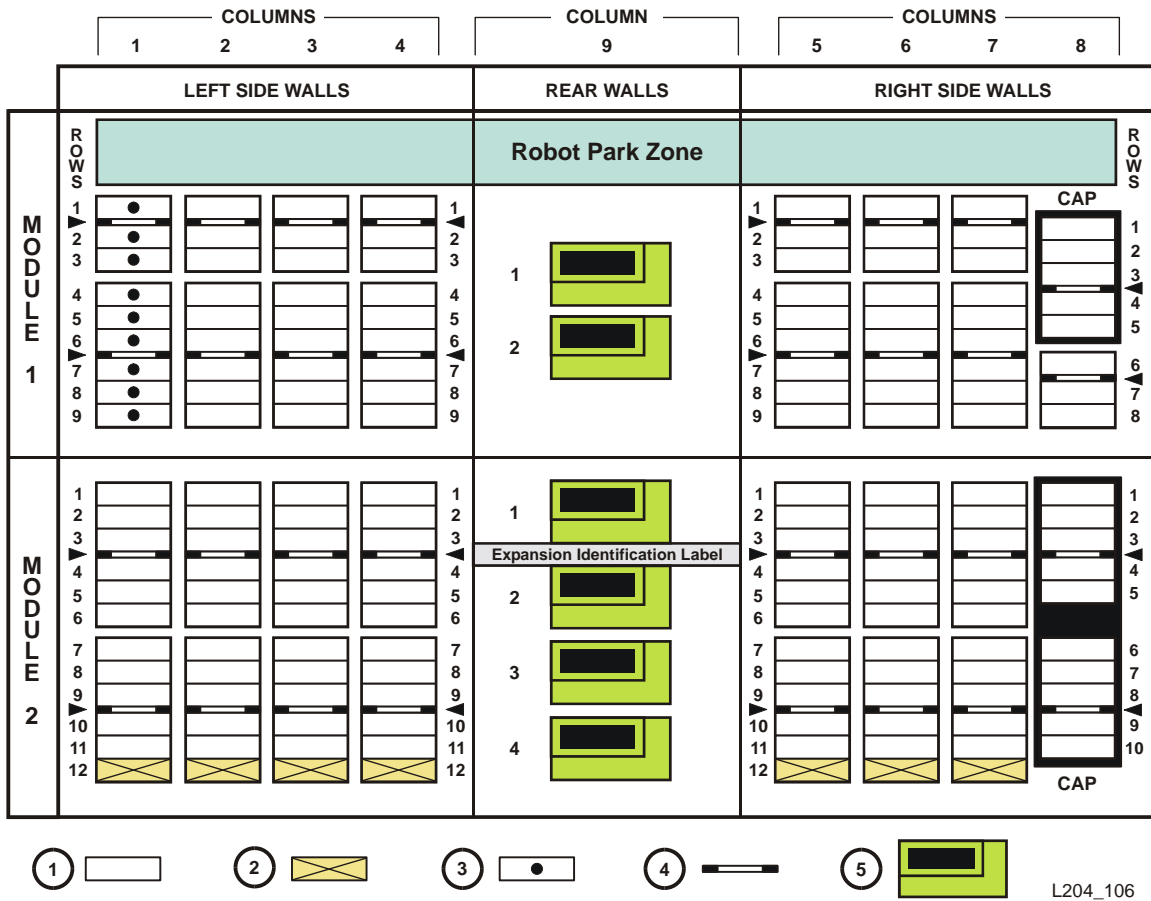 COLUMNS COLUMN COLUMNS
1 2 3 4 9 5 6 7 8
LEFT SIDE WALLS REAR WALLS RIGHT SIDE WALLS
MODULE 1
ROWS
Robot Park Zone
ROWS
1 1 1 CAP
2 2 2 1
3 3 1 3 2
3
4 4 4 4
5 5 2 5 5
6 6 6
7 7 7 6
8 8 8 7
9 9 9 8
MODULE 2
1 1 1 1 1
2 2 2 2
3 3 3 3
Expansion Identification Label
4 4 4 4
5 5 2 5 5
6 6 6
7 7 3 7 6
8 8 8 7
9 9 9 8
10 10 4 10 9
11 11 11 10
12 12 12
CAP
1 2 3 4 5
L204_106